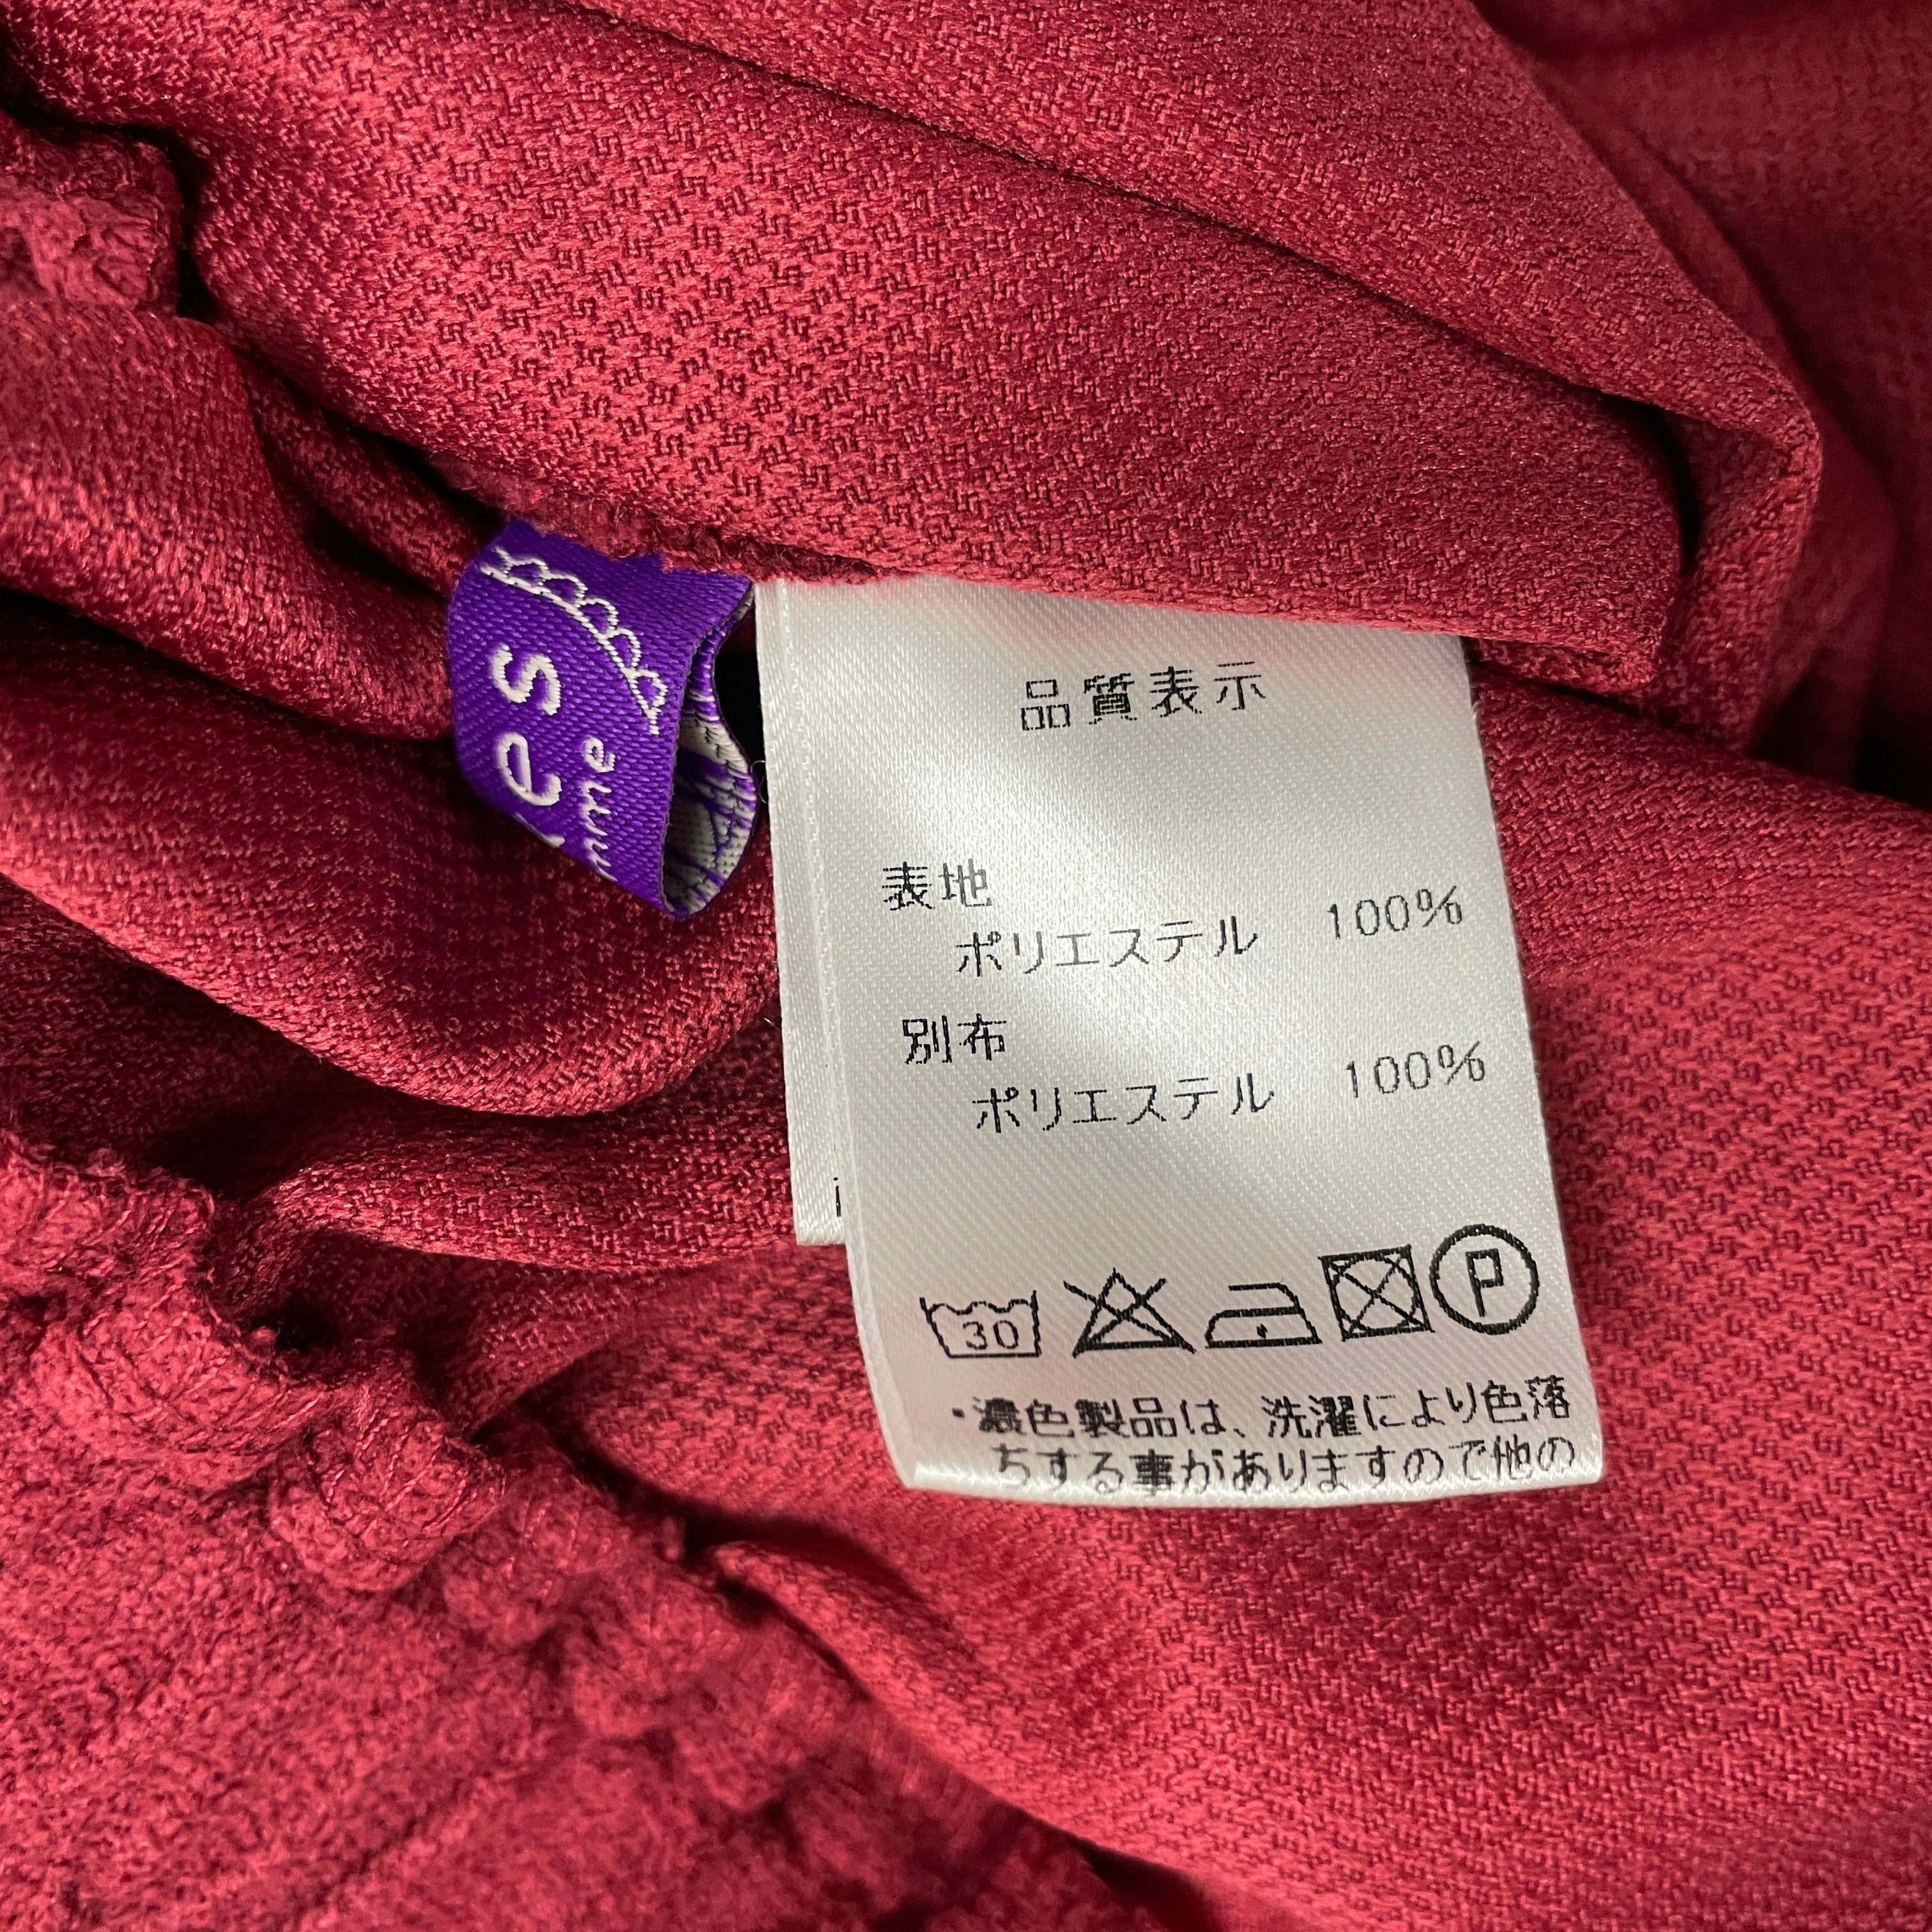 品質表示
表地
ポリエステル 100%
別布
ポリエステル 100%
30
P
・濃色製品は、洗濯により色落
ちする事がありますので他の